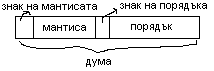 знак на мантисата
знак на порядъка
мантиса
порядък
дума